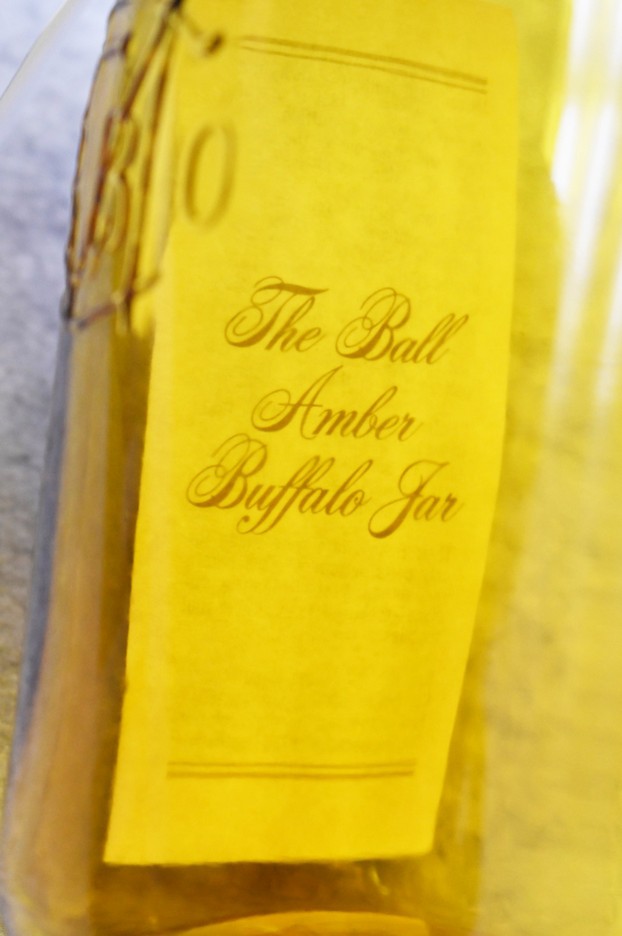 The Ball
Amber
Buffalo Jar